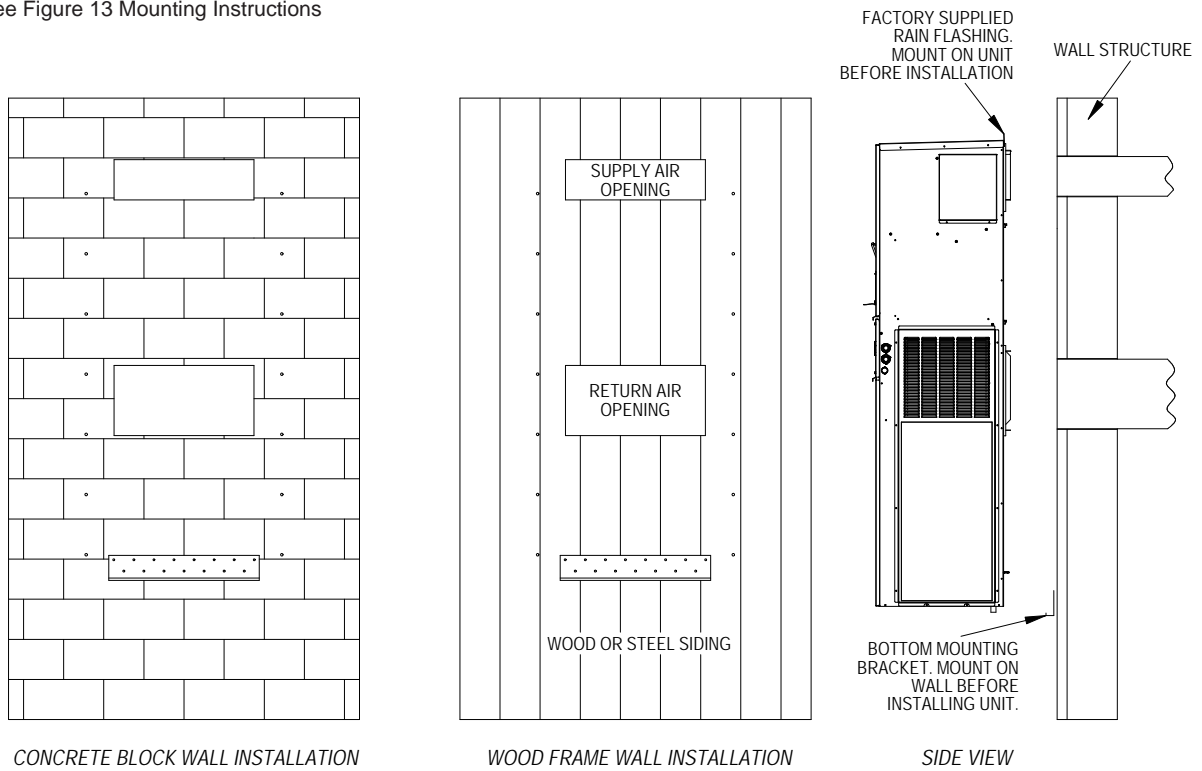 ee Figure 13 Mounting Instructions
FACTORY SUPPLIED
RAIN FLASHING.
MOUNT ON UNIT
BEFORE INSTALLATION
WALL STRUCTURE
SUPPLY AIR
OPENING
RETURN AIR
OPENING
WOOD OR STEEL SIDING
BOTTOM MOUNTING
BRACKET. MOUNT ON
WALL BEFORE
INSTALLING UNIT.
CONCRETE BLOCK WALL INSTALLATION
WOOD FRAME WALL INSTALLATION
SIDE VIEW